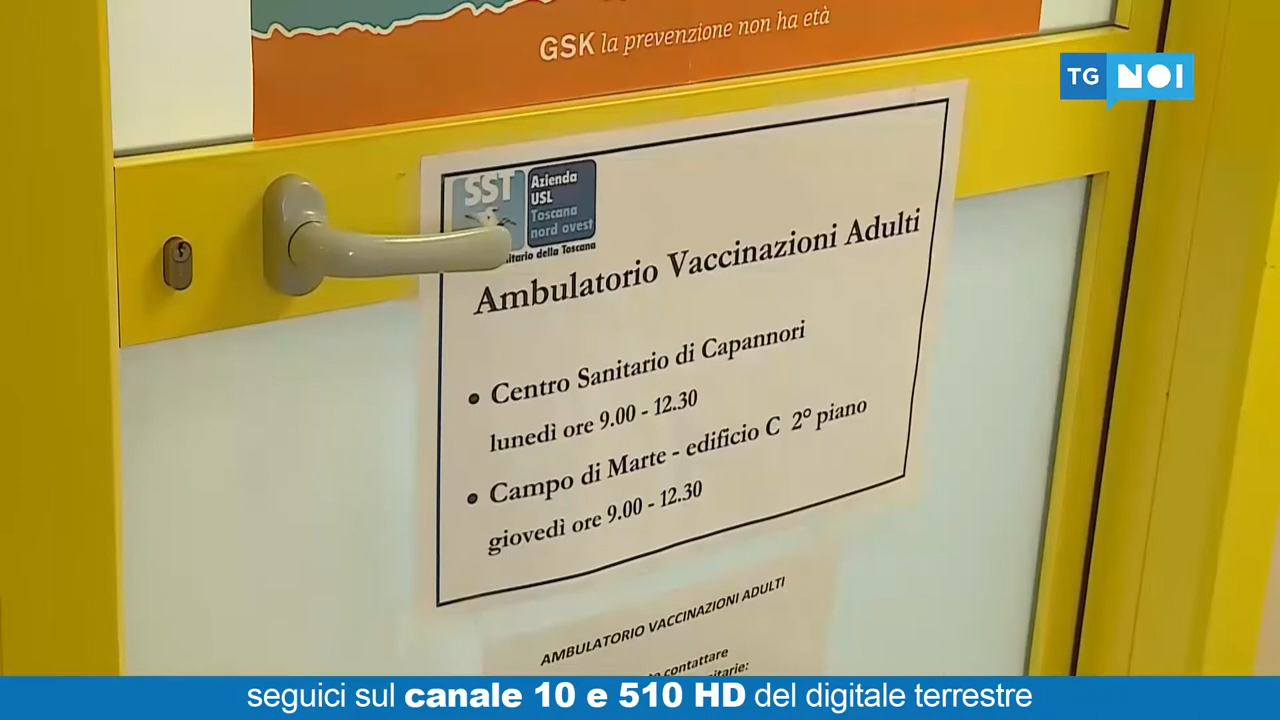 GSK la prevenzione non ha età
TG NOI
SST
Azienda
USL
Toscana
nord ovest
della Toscana
Ambulatorio Vaccinazioni Adulti
• Centro Sanitario di Capannori
lunedì ore 9.00 - 12.30
• Campo di Marte - edificio C 2° piano
giovedì ore 9.00 - 12.30
AMBULATORIO VACCINAZIONI ADULTI
contattare
seguici sul canale 10 e 510 HD del digitale terrestre